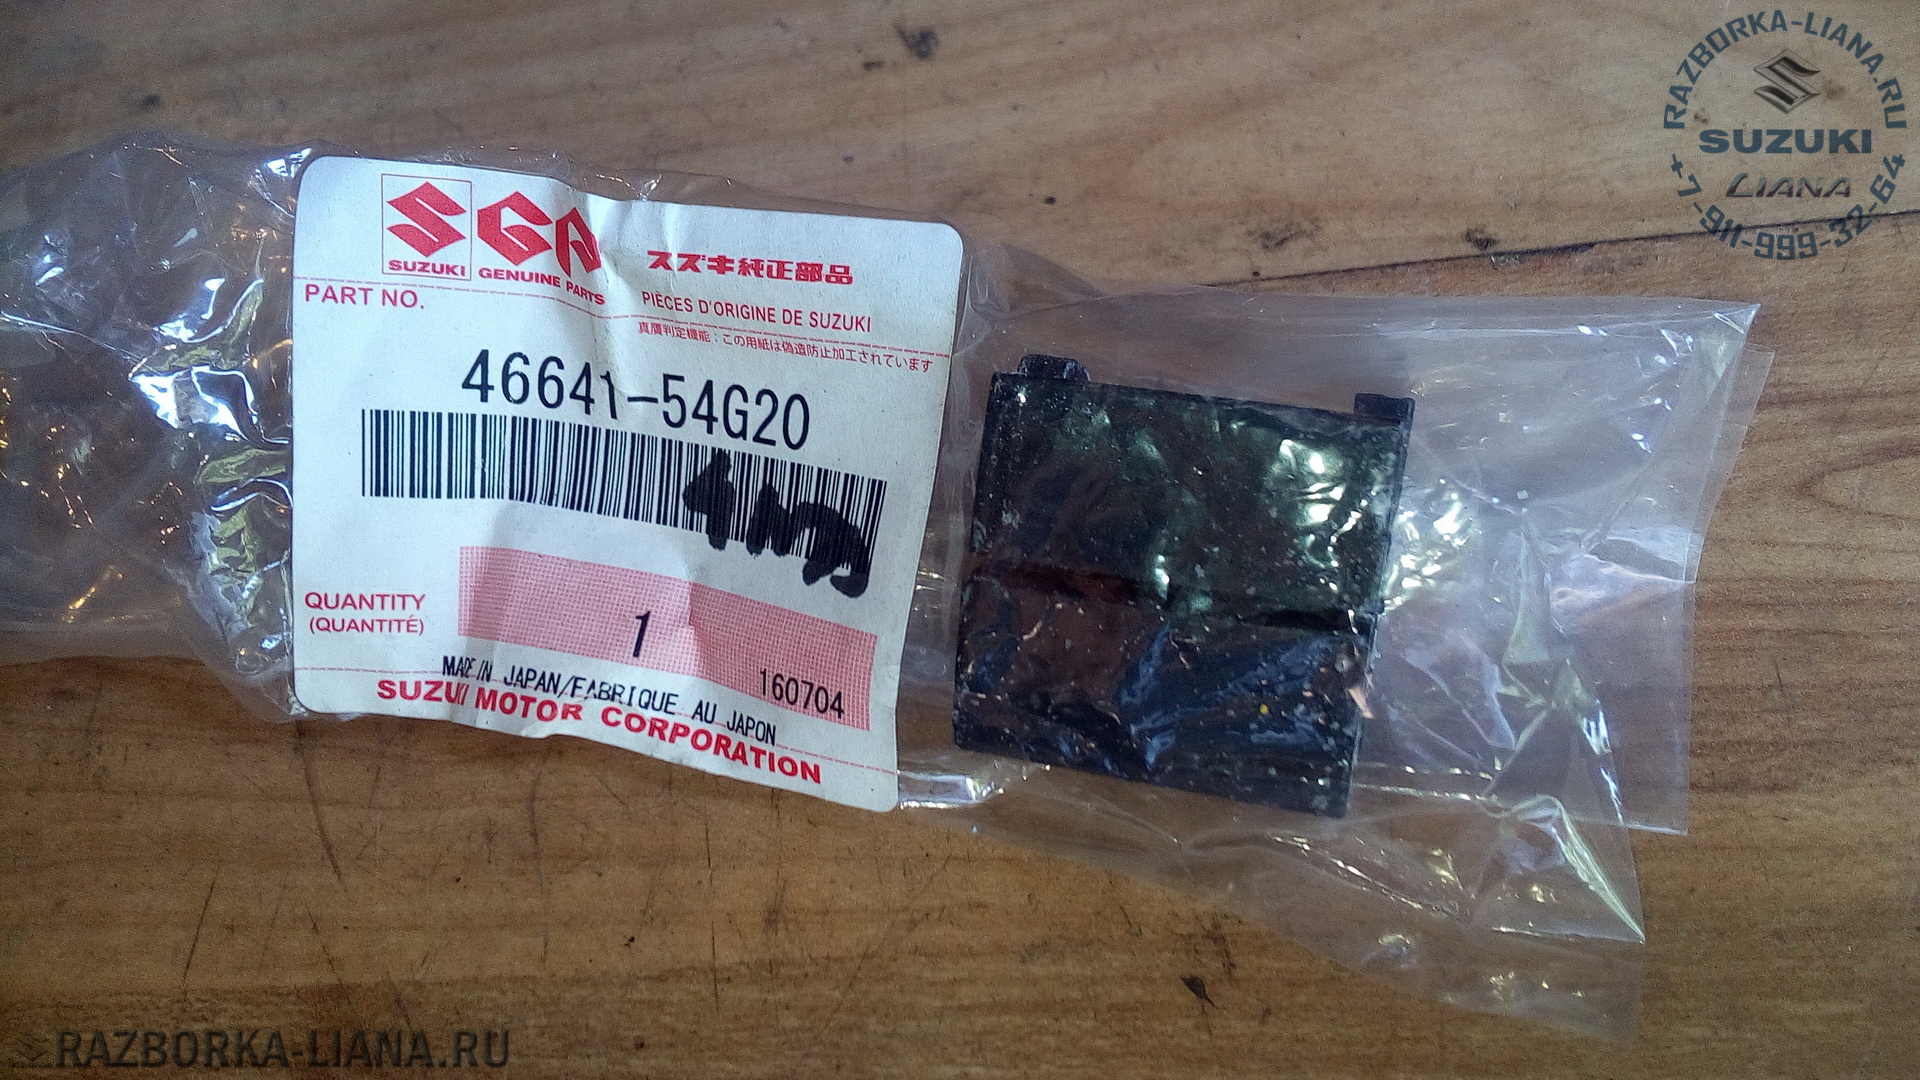 SUZUKI
SGP
GENUINE PARTS
スズキ純正部品
PART NO.
PIÈCES D'ORIGINE DE SUZUKI
真贋判定機能:この用紙は偽造防止加工されています
46641-54G20
QUANTITY
(QUANTITÉ)
1
160704
MADE IN JAPAN/FABRIQUE AU JAPON
SUZUKI MOTOR CORPORATION
RAZBORKA-LIANA.RU
SUZUKI
LIANA
+7-911-999-32-64
RAZBORKA-LIANA.RU